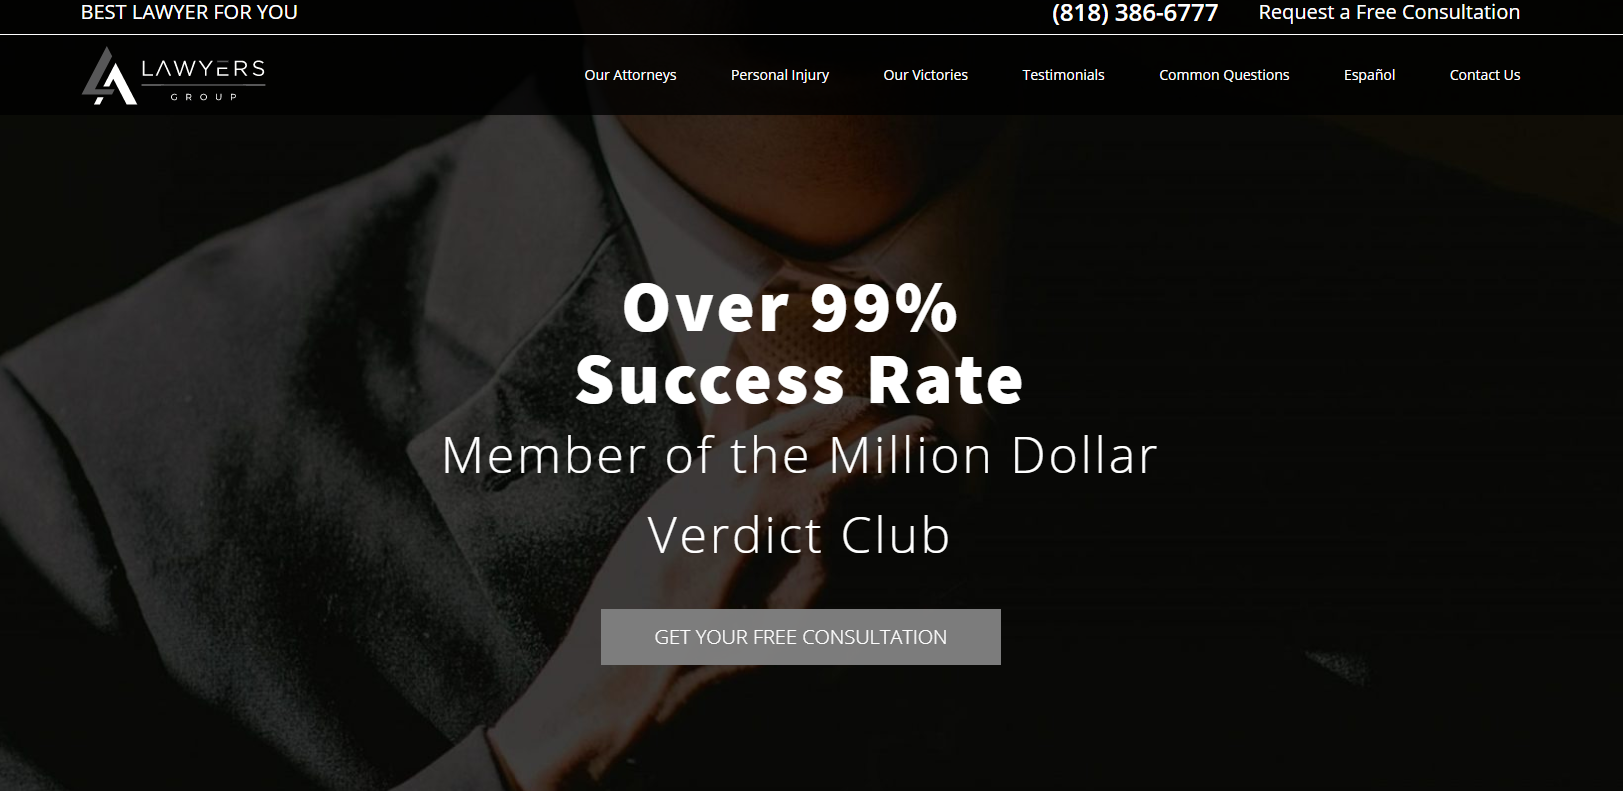 BEST LAWYER FOR YOU
(818) 386-6777
Request a Free Consultation
LA LAWYERS
GROUP
Our Attorneys
Personal Injury
Our Victories
Testimonials
Common Questions
Español
Contact Us
Over 99%
Success Rate
Member of the Million Dollar
Verdict Club
GET YOUR FREE CONSULTATION